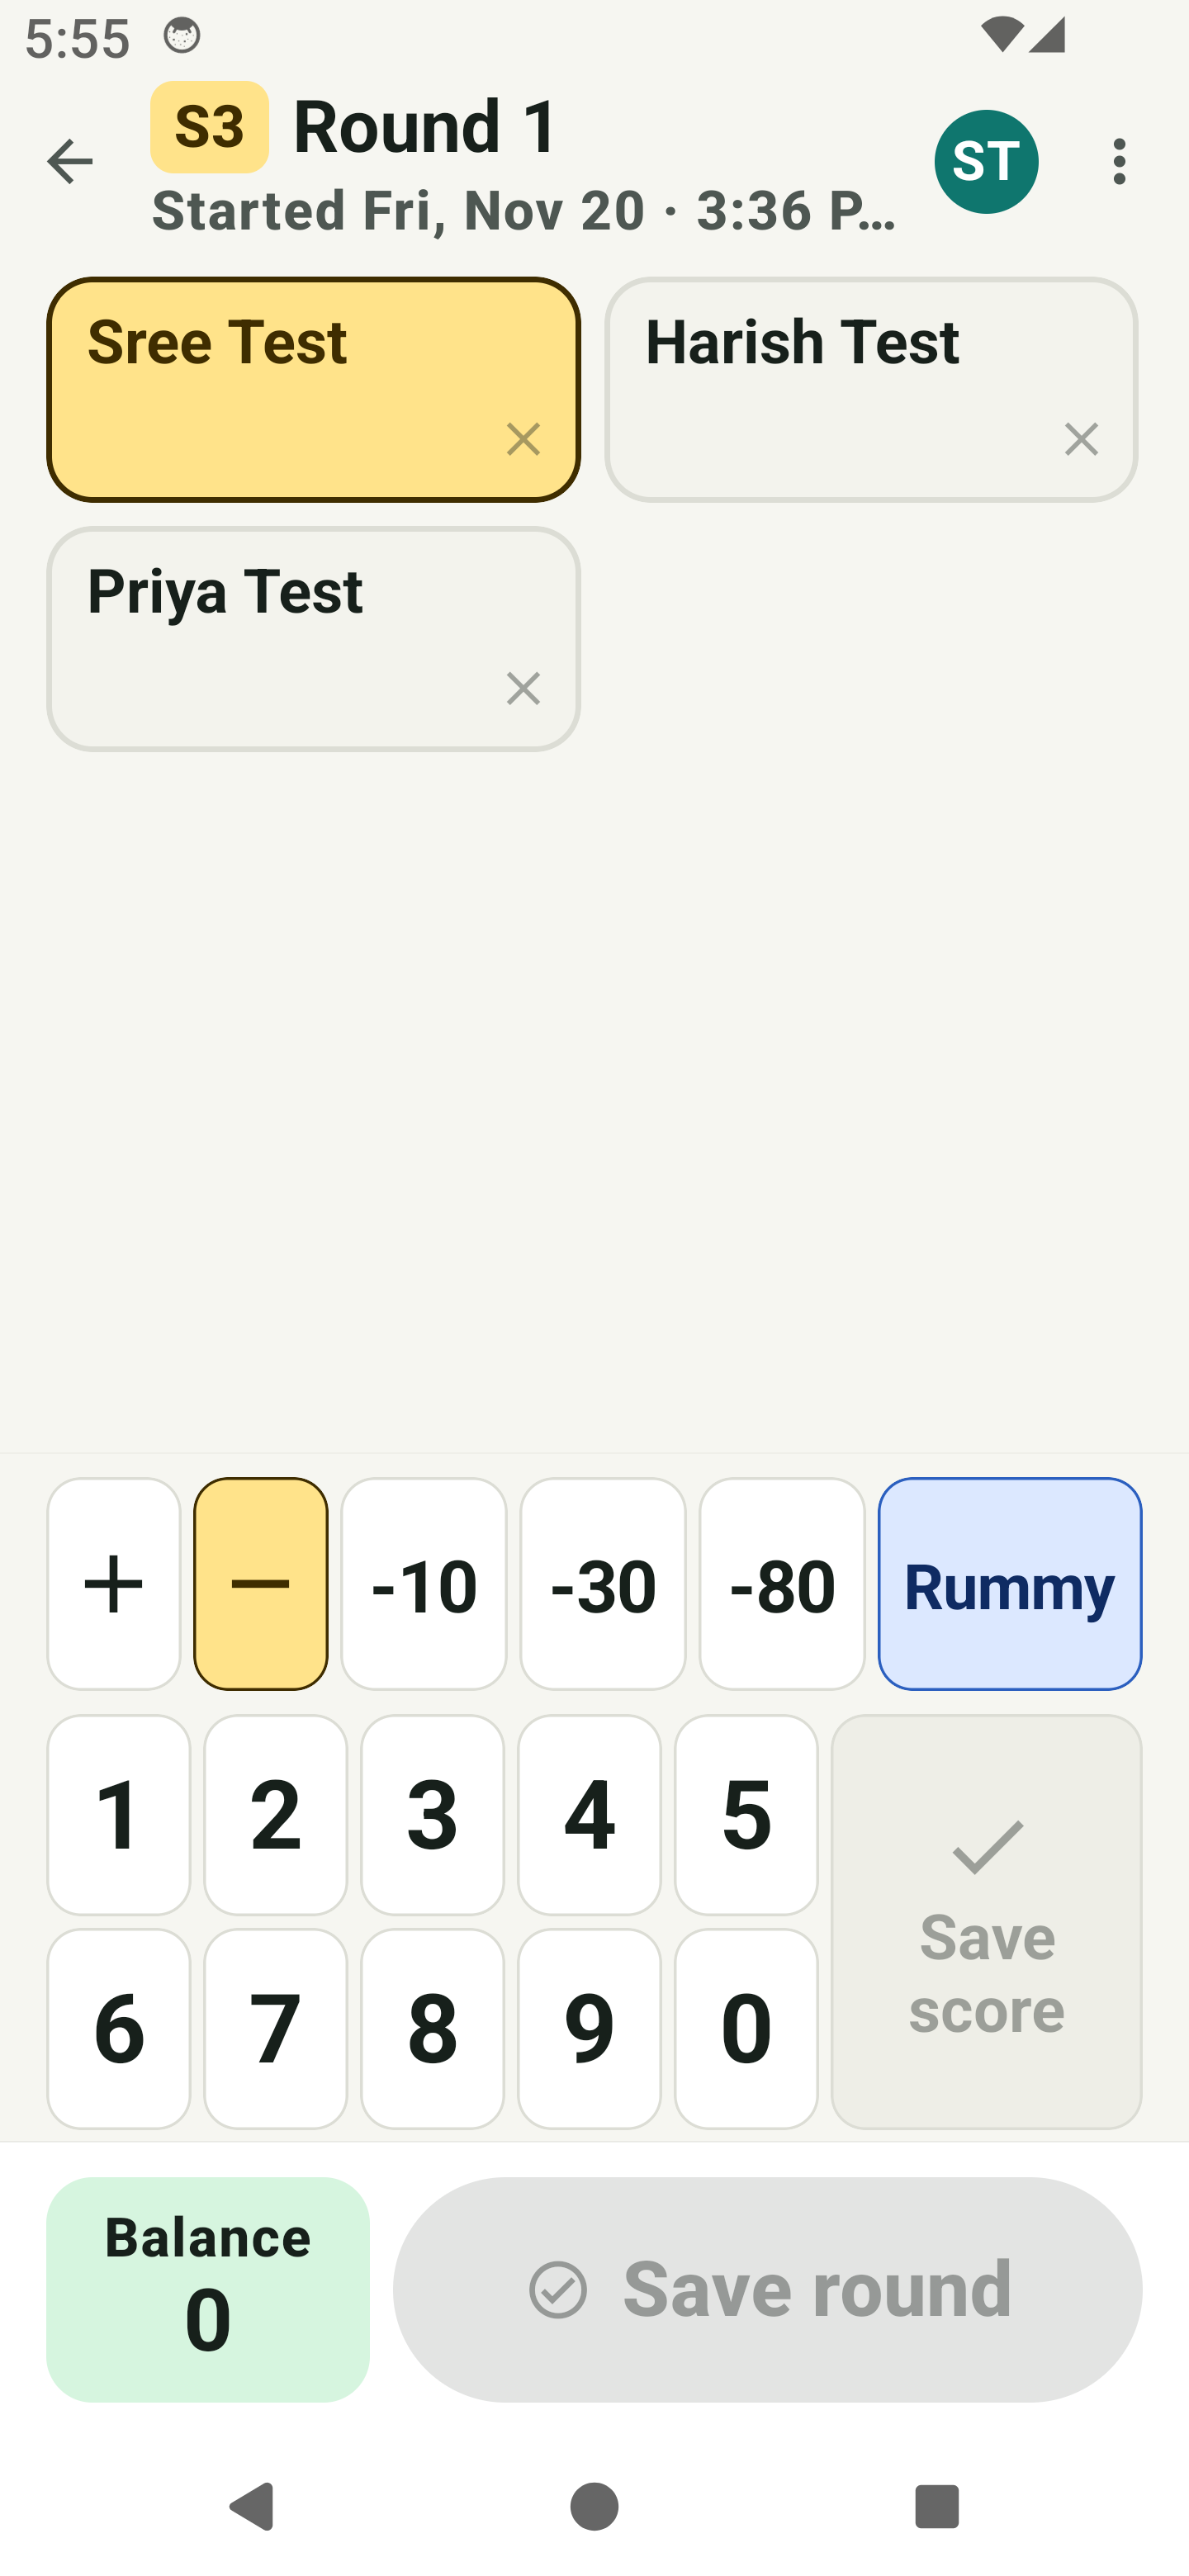 5:55
S3 Round 1
ST
Started Fri, Nov 20 · 3:36 P...
Sree Test
Harish Test
Priya Test
+ − -10 -30 -80 Rummy
1 2 3 4 5
Save
score
6 7 8 9 0
Balance
0
Save round